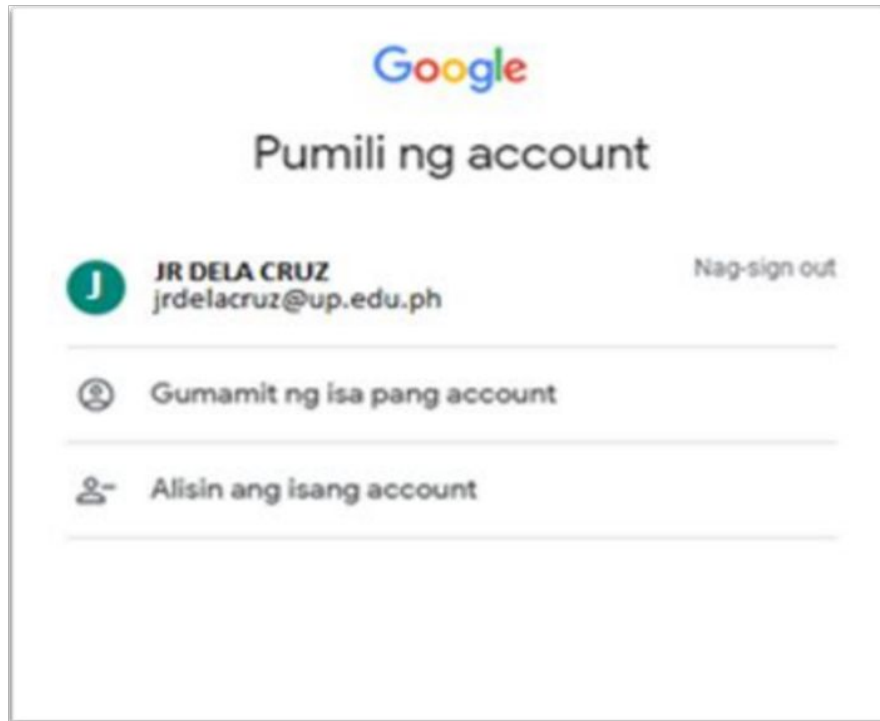 Google
Pumili ng account
J
JR DELA CRUZ
Nag-sign out
jrdelacruz@up.edu.ph
Gumamit ng isa pang account
Alisin ang isang account